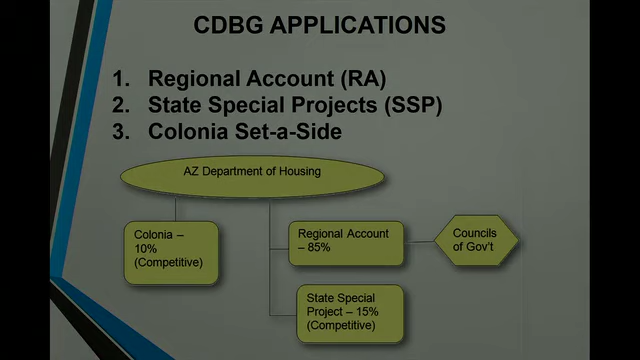 CDBG APPLICATIONS
1. Regional Account (RA)
2. State Special Projects (SSP)
3. Colonia Set-a-Side
AZ Department of Housing
Colonia –
10%
(Competitive)
Regional Account
– 85%
Councils
of Gov't
State Special
Project – 15%
(Competitive)